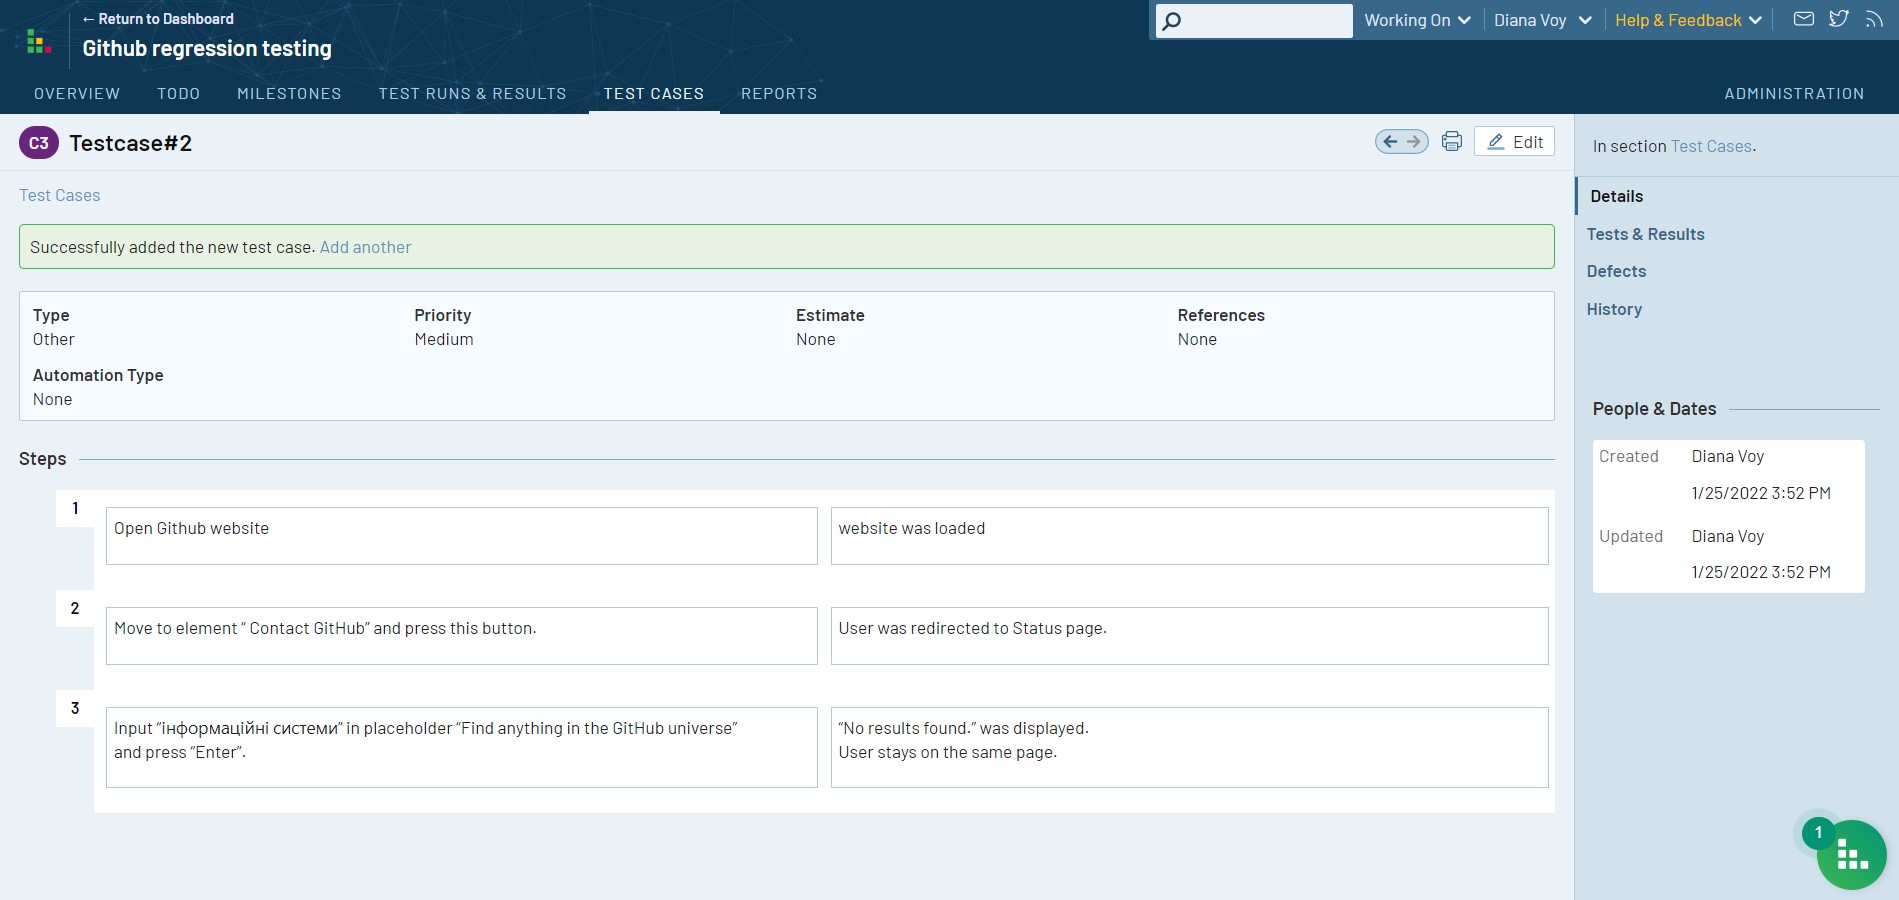 ← Return to Dashboard
Github regression testing
Working On
Diana Voy
Help & Feedback
OVERVIEW
TODO
MILESTONES
TEST RUNS & RESULTS
TEST CASES
REPORTS
ADMINISTRATION
C3
Testcase#2
Edit
Test Cases
Successfully added the new test case. Add another
Type
Priority
Estimate
References
Other
Medium
None
None
Automation Type
None
Steps
1
Open Github website
website was loaded
2
Move to element “ Contact GitHub” and press this button.
User was redirected to Status page.
3
Input “інформаційні системи” in placeholder “Find anything in the GitHub universe”
and press “Enter”.
“No results found.” was displayed.
User stays on the same page.
In section Test Cases.
Details
Tests & Results
Defects
History
People & Dates
Created
Diana Voy
1/25/2022 3:52 PM
Updated
Diana Voy
1/25/2022 3:52 PM
1